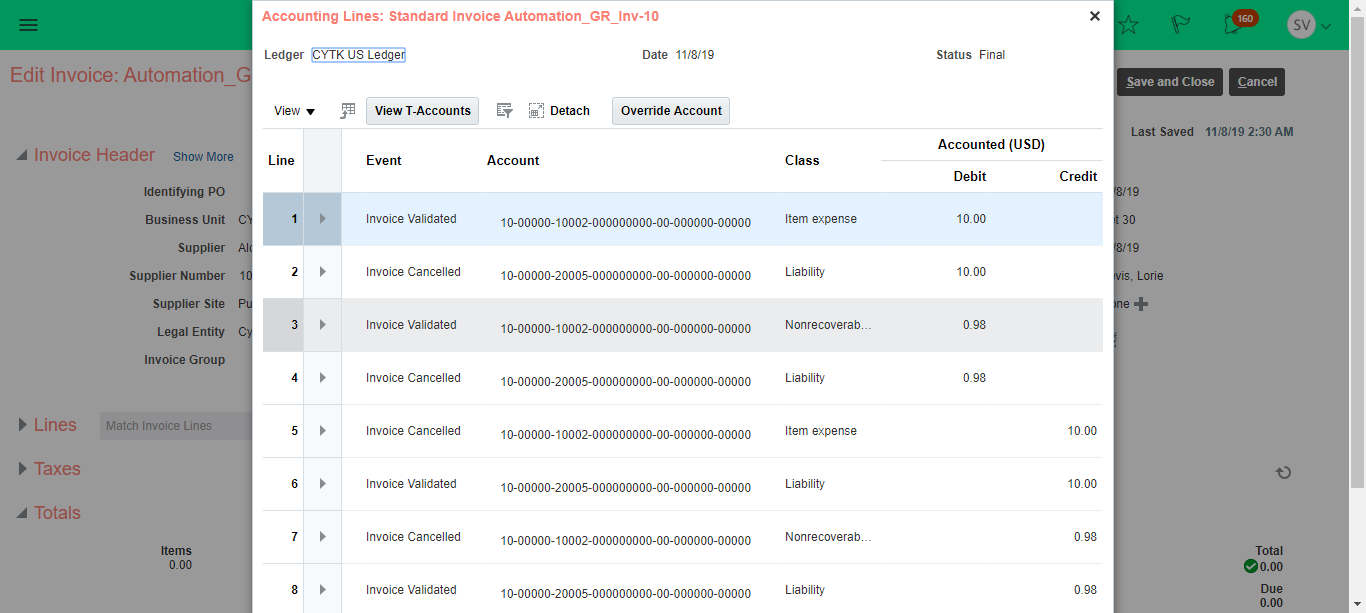 Accounting Lines: Standard Invoice Automation_GR_Inv-10
160
SV
Ledger CYTK US Ledger Date 11/8/19 Status Final
Edit Invoice: Automation_G
Save and Close Cancel
View View T-Accounts Detach Override Account
Last Saved 11/8/19 2:30 AM
Line Event Account Class Accounted (USD)
Debit Credit
1 Invoice Validated 10-00000-10002-000000000-00-000000-00000 Item expense 10.00
2 Invoice Cancelled 10-00000-20005-000000000-00-000000-00000 Liability 10.00
3 Invoice Validated 10-00000-10002-000000000-00-000000-00000 Nonrecoverab... 0.98
4 Invoice Cancelled 10-00000-20005-000000000-00-000000-00000 Liability 0.98
5 Invoice Cancelled 10-00000-10002-000000000-00-000000-00000 Item expense 10.00
6 Invoice Validated 10-00000-20005-000000000-00-000000-00000 Liability 10.00
7 Invoice Cancelled 10-00000-10002-000000000-00-000000-00000 Nonrecoverab... 0.98
8 Invoice Validated 10-00000-20005-000000000-00-000000-00000 Liability 0.98
Invoice Header Show More
Identifying PO
/8/19
Business Unit CY
et 30
Supplier Alc
/8/19
Supplier Number 10
evis, Lorie
Supplier Site Pu
one
Legal Entity Cy
Invoice Group
Lines Match Invoice Lines
Taxes
Totals
Items
0.00
Total
0.00
Due
0.00